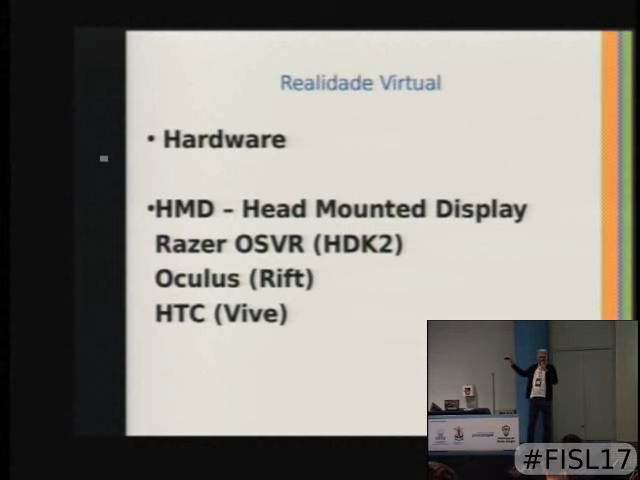 Realidade Virtual
• Hardware
•HMD – Head Mounted Display
Razer OSVR (HDK2)
Oculus (Rift)
HTC (Vive)
#FISL17